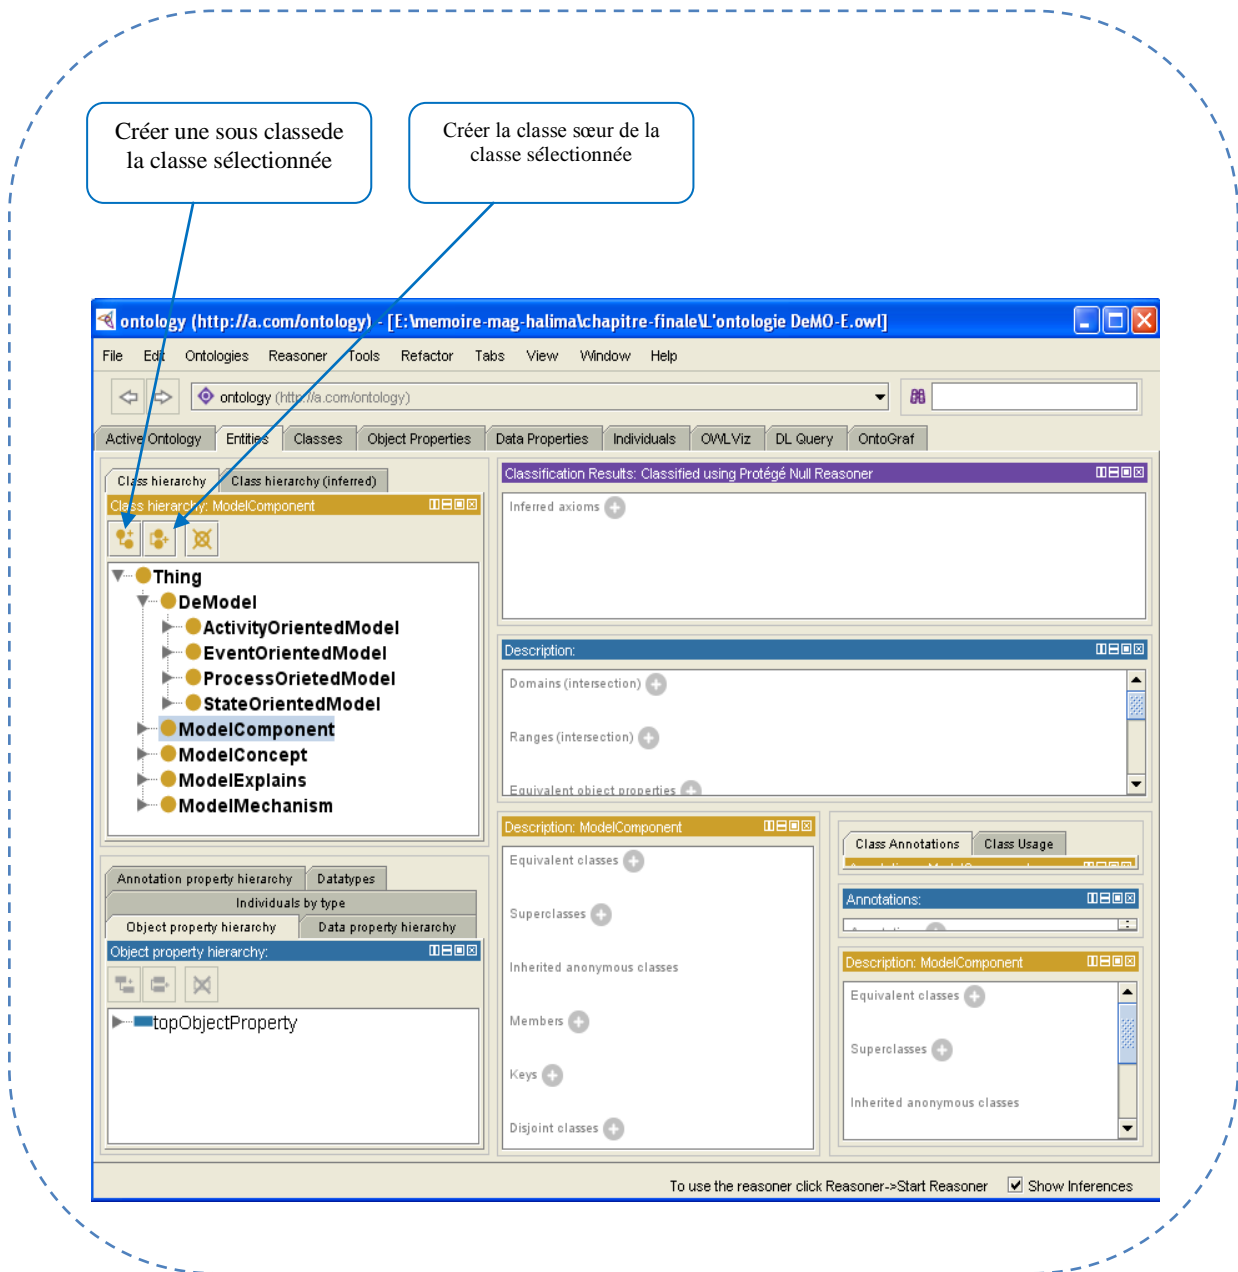 Créer une sous classede
la classe sélectionnée
Créer la classe sœur de la
classe sélectionnée
ontology (http://a.com/ontology) - [E:\memoire-mag-halima\chapitre-finale\L'ontologie DeMO-E.owl]
File Edit Ontologies Reasoner Tools Refactor Tabs View Window Help
ontology (http://a.com/ontology)
Active Ontology Entities Classes Object Properties Data Properties Individuals OWLViz DL Query OntoGraf
Class hierarchy Class hierarchy (inferred)
Class hierarchy: ModelComponent
Thing
DeModel
ActivityOrientedModel
EventOrientedModel
ProcessOrietedModel
StateOrientedModel
ModelComponent
ModelConcept
ModelExplains
ModelMechanism
Annotation property hierarchy Datatypes
Individuals by type
Object property hierarchy Data property hierarchy
Object property hierarchy:
topObjectProperty
Classification Results: Classified using Protégé Null Reasoner
Inferred axioms
Description:
Domains (intersection)
Ranges (intersection)
Equivalent object properties
Description: ModelComponent
Equivalent classes
Superclasses
Inherited anonymous classes
Members
Keys
Disjoint classes
Class Annotations Class Usage
Annotations:
Description: ModelComponent
Equivalent classes
Superclasses
Inherited anonymous classes
To use the reasoner click Reasoner->Start Reasoner Show Inferences